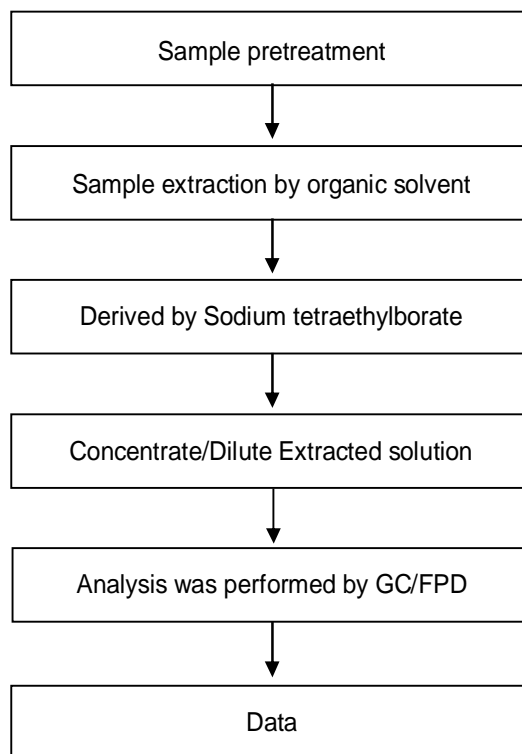 Sample pretreatment
Sample extraction by organic solvent
Derived by Sodium tetraethylborate
Concentrate/Dilute Extracted solution
Analysis was performed by GC/FPD
Data